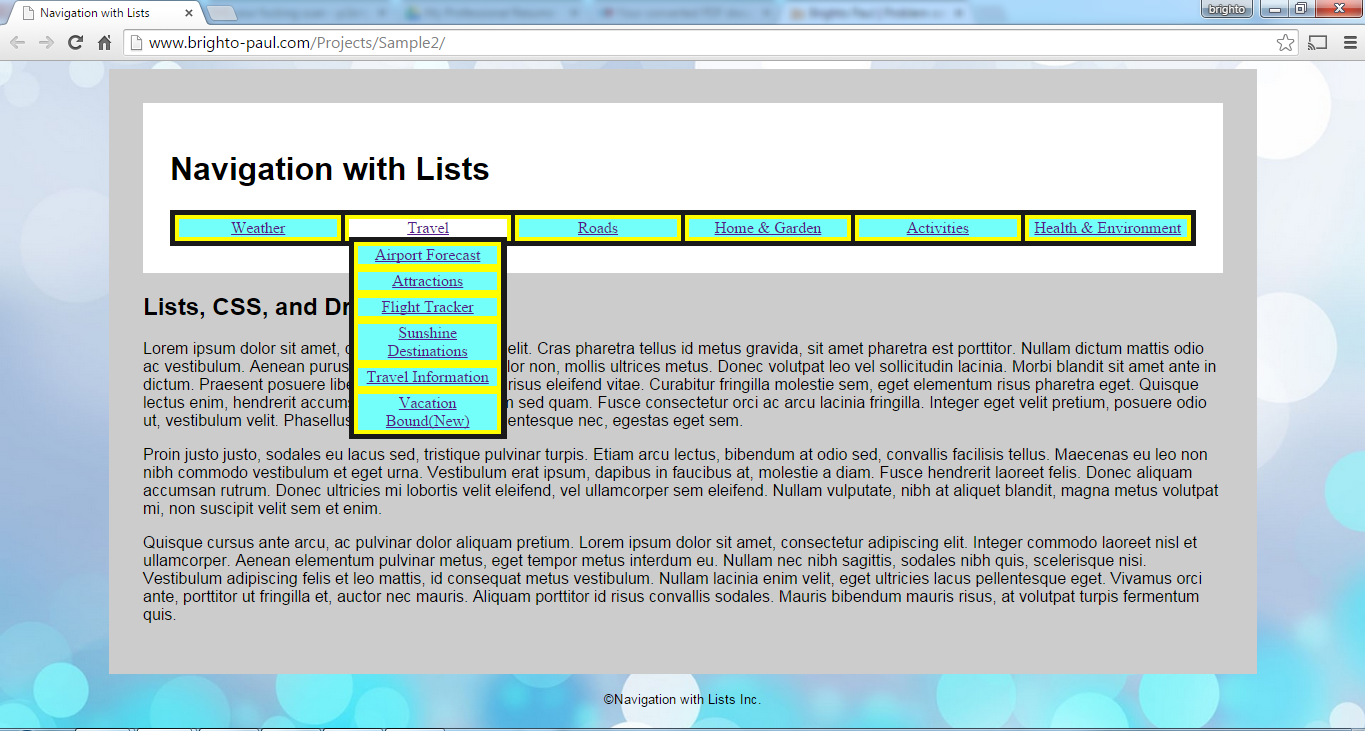 Navigation with Lists
brighto
www.brighto-paul.com/Projects/Sample2/
Navigation with Lists
Weather Travel Roads Home & Garden Activities Health & Environment
Airport Forecast
Attractions
Flight Tracker
Sunshine
Destinations
Travel Information
Vacation
Bound(New)
Lists, CSS, and
Lorem ipsum dolor sit amet, elit. Cras pharetra tellus id metus gravida, sit amet pharetra est porttitor. Nullam dictum mattis odio
ac vestibulum. Aenean purus lor non, mollis ultrices metus. Donec volutpat leo vel sollicitudin lacinia. Morbi blandit sit amet ante in
dictum. Praesent posuere risus eleifend vitae. Curabitur fringilla molestie sem, eget elementum risus pharetra eget. Quisque
lectus enim, hendrerit sed quam. Fusce consectetur orci ac arcu lacinia fringilla. Integer eget velit pretium, posuere odio
ut, vestibulum velit. Phasellus entesque nec, egestas eget sem.
Proin justo justo, sodales eu lacus sed, tristique pulvinar turpis. Etiam arcu lectus, bibendum at odio sed, convallis facilisis tellus. Maecenas eu leo non
nibh commodo vestibulum et eget urna. Vestibulum erat ipsum, dapibus in faucibus at, molestie a diam. Fusce hendrerit laoreet felis. Donec aliquam
accumsan rutrum. Donec ultricies mi lobortis velit eleifend, vel ullamcorper sem eleifend. Nullam vulputate, nibh at aliquet blandit, magna metus volutpat
mi, non suscipit velit sem et enim.
Quisque cursus ante arcu, ac pulvinar dolor aliquam pretium. Lorem ipsum dolor sit amet, consectetur adipiscing elit. Integer commodo laoreet nisl et
ullamcorper. Aenean elementum pulvinar metus, eget tempor metus interdum eu. Nullam nec nibh sagittis, sodales nibh quis, scelerisque nisi.
Vestibulum adipiscing felis et leo mattis, id consequat metus vestibulum. Nullam lacinia enim velit, eget ultricies lacus pellentesque eget. Vivamus orci
ante, porttitor ut fringilla et, auctor nec mauris. Aliquam porttitor id risus convallis sodales. Mauris bibendum mauris risus, at volutpat turpis fermentum
quis.
©Navigation with Lists Inc.